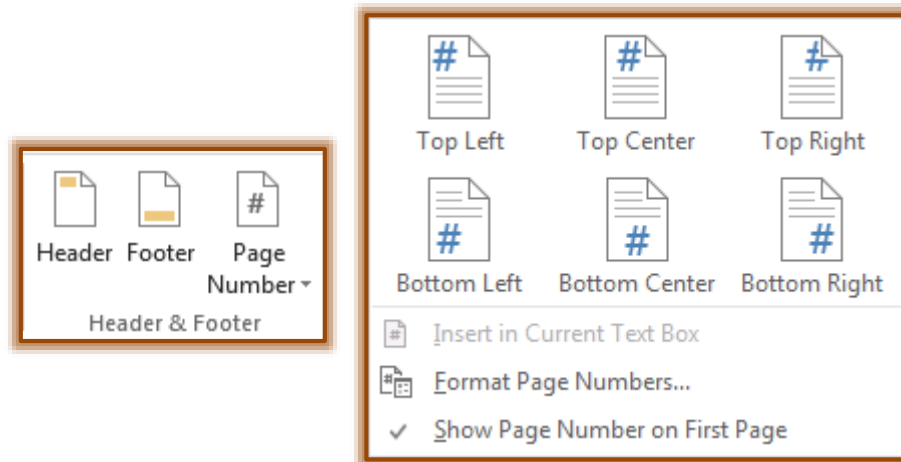 Header Footer Page
Number
Header & Footer
# Top Left
# Top Center
# Top Right
# Bottom Left
# Bottom Center
# Bottom Right
# Insert in Current Text Box
Format Page Numbers...
Show Page Number on First Page